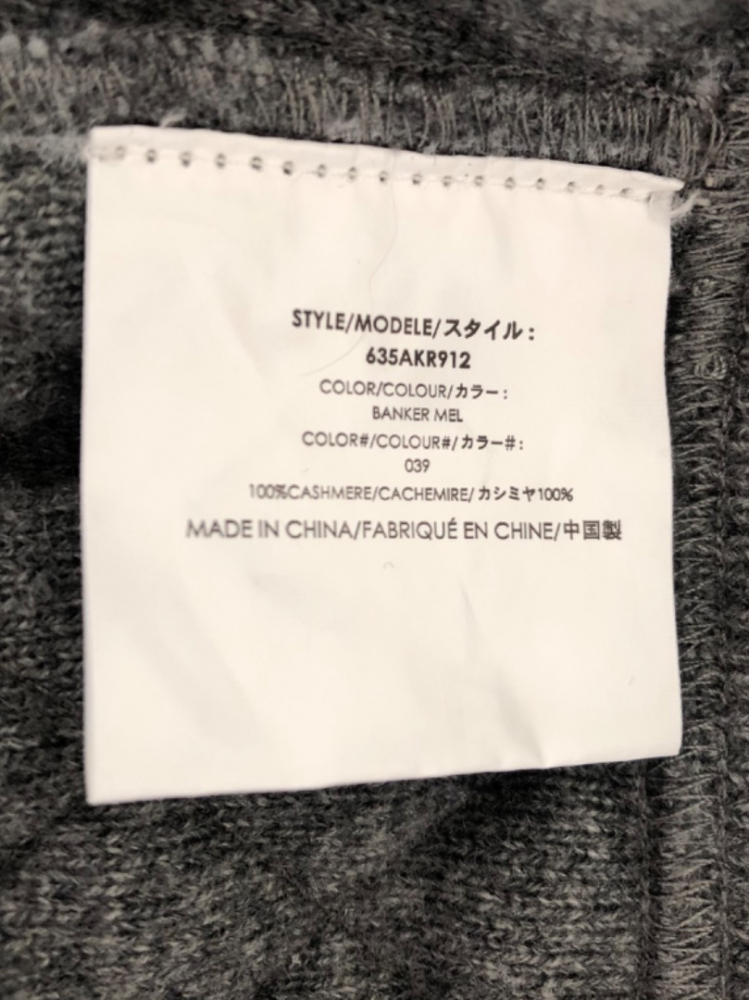 STYLE/MODELE/スタイル:
635AKR912
COLOR/COLOUR/カラー:
BANKER MEL
COLOR#/COLOUR#/カラー#:
039
100%CASHMERE/CACHEMIRE/カシミヤ100%
MADE IN CHINA/FABRIQUÉ EN CHINE/中国製